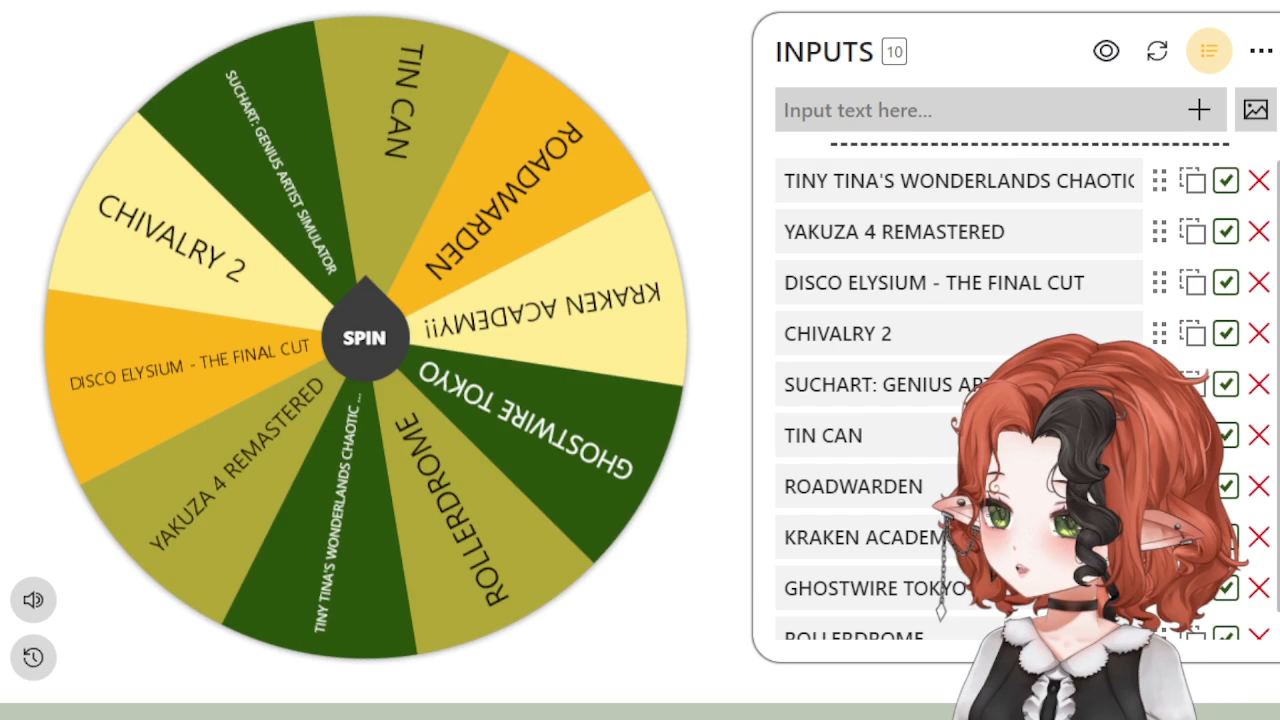 TIN CAN
ROADWARDEN
KRAKEN ACADEMY!!
GHOSTWIRE TOKYO
ROLLERDROME
TINY TINA'S WONDERLANDS CHAOTIC ...
YAKUZA 4 REMASTERED
DISCO ELYSIUM - THE FINAL CUT
CHIVALRY 2
SUCHART: GENIUS ARTIST SIMULATOR
SPIN
INPUTS 10
Input text here...
TINY TINA'S WONDERLANDS CHAOTIC
YAKUZA 4 REMASTERED
DISCO ELYSIUM - THE FINAL CUT
CHIVALRY 2
SUCHART: GENIUS
TIN CAN
ROADWARDEN
KRAKEN ACADEM
GHOSTWIRE TOKYO
ROLLERDROME